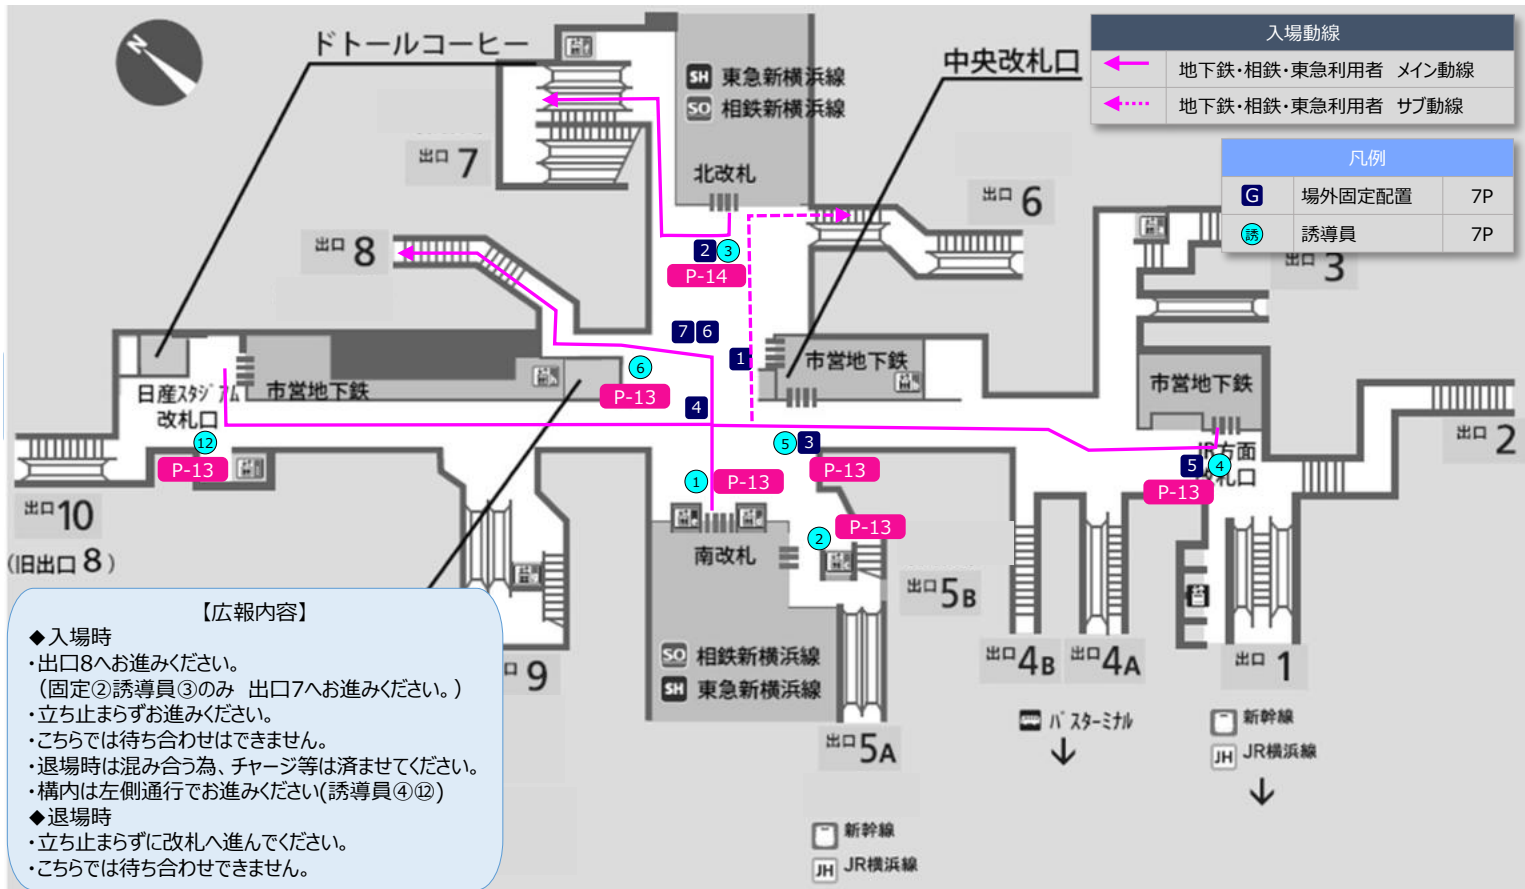 N
ドトールコーヒー
SH 東急新横浜線
SO 相鉄新横浜線
中央改札口
入場動線
地下鉄・相鉄・東急利用者 メイン動線
地下鉄・相鉄・東急利用者 サブ動線
凡例
G 場外固定配置 7P
誘 誘導員 7P
出口 7
北改札
出口 6
出口 8
2 ③
P-14
出口 3
7 6
1
市営地下鉄
⑥
P-13
4
市営地下鉄
日産スタジアム
改札口
市営地下鉄
⑫
P-13
⑤ 3
P-13
5 ④
JR方面
改札口
P-13
出口 2
① P-13
P-13
②
南改札
出口 10
(旧出口 8)
出口 5B
出口 4B
出口 4A
出口 1
SO 相鉄新横浜線
SH 東急新横浜線
口 9
バスターミナル
新幹線
JH JR横浜線
出口 5A
新幹線
JH JR横浜線
【広報内容】
◆入場時
・出口8へお進みください。
（固定②誘導員③のみ 出口7へお進みください。）
・立ち止まらずお進みください。
・こちらでは待ち合わせはできません。
・退場時は混み合う為、チャージ等は済ませてください。
・構内は左側通行でお進みください(誘導員④⑫)
◆退場時
・立ち止まらずに改札へ進んでください。
・こちらでは待ち合わせできません。